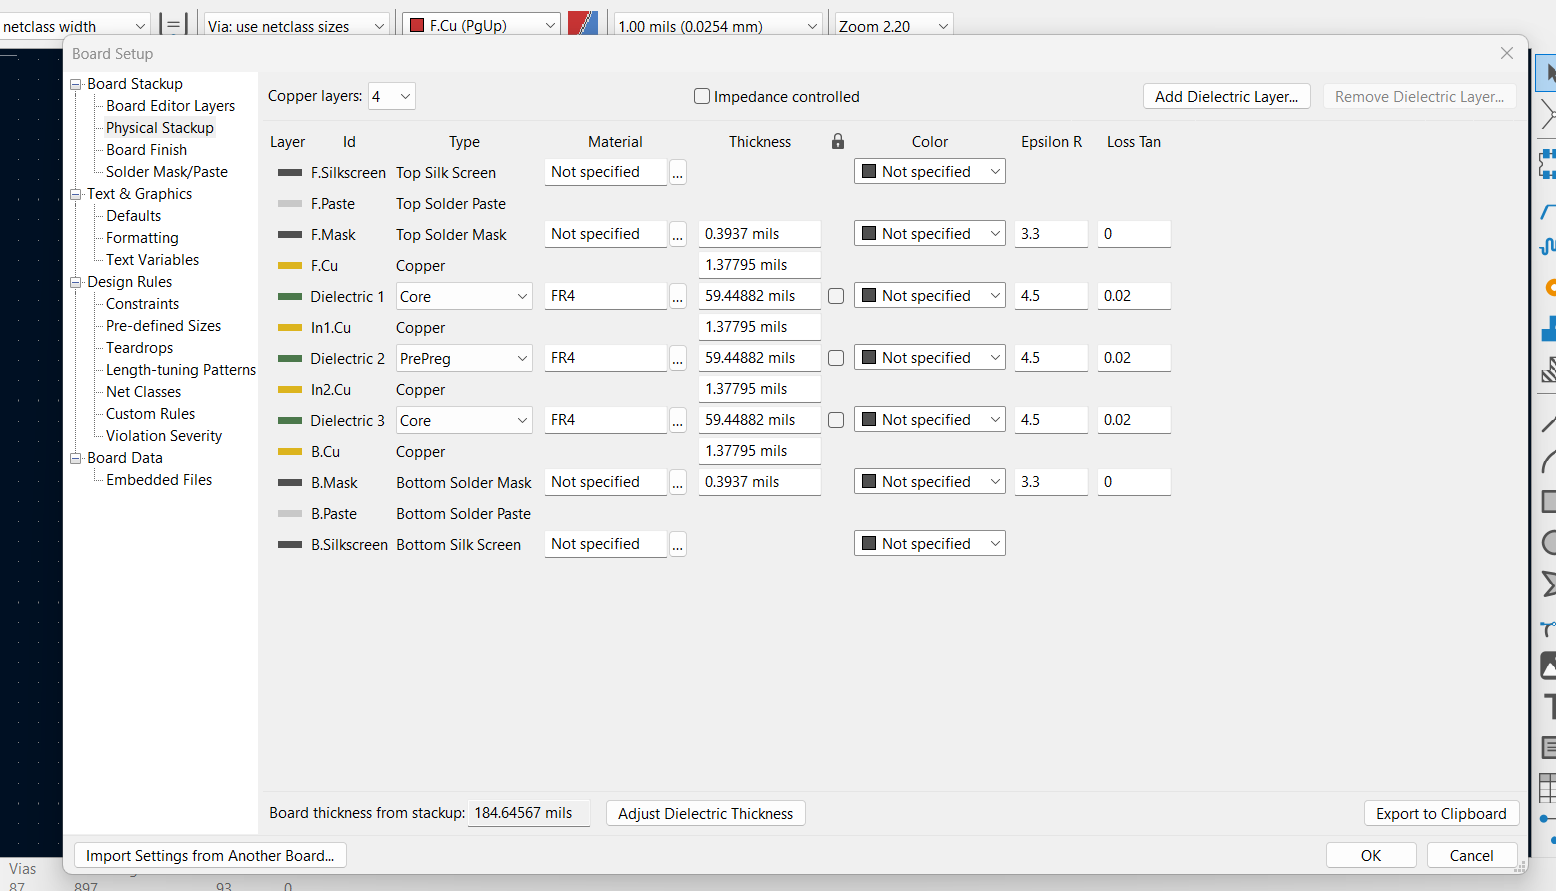 netclass width Via: use netclass sizes F.Cu (PgUp) 1.00 mils (0.0254 mm) Zoom 2.20
Board Setup
Board Stackup
Board Editor Layers
Physical Stackup
Board Finish
Solder Mask/Paste
Text & Graphics
Defaults
Formatting
Text Variables
Design Rules
Constraints
Pre-defined Sizes
Teardrops
Length-tuning Patterns
Net Classes
Custom Rules
Violation Severity
Board Data
Embedded Files
Copper layers: 4 Impedance controlled Add Dielectric Layer... Remove Dielectric Layer...
Layer Id Type Material Thickness Color Epsilon R Loss Tan
F.Silkscreen Top Silk Screen Not specified ... Not specified
F.Paste Top Solder Paste
F.Mask Top Solder Mask Not specified ... 0.3937 mils Not specified 3.3 0
F.Cu Copper 1.37795 mils
Dielectric 1 Core FR4 ... 59.44882 mils Not specified 4.5 0.02
In1.Cu Copper 1.37795 mils
Dielectric 2 PrePreg FR4 ... 59.44882 mils Not specified 4.5 0.02
In2.Cu Copper 1.37795 mils
Dielectric 3 Core FR4 ... 59.44882 mils Not specified 4.5 0.02
B.Cu Copper 1.37795 mils
B.Mask Bottom Solder Mask Not specified ... 0.3937 mils Not specified 3.3 0
B.Paste Bottom Solder Paste
B.Silkscreen Bottom Silk Screen Not specified ... Not specified
Board thickness from stackup: 184.64567 mils Adjust Dielectric Thickness Export to Clipboard
Import Settings from Another Board... OK Cancel
Vias
87 897 93 0